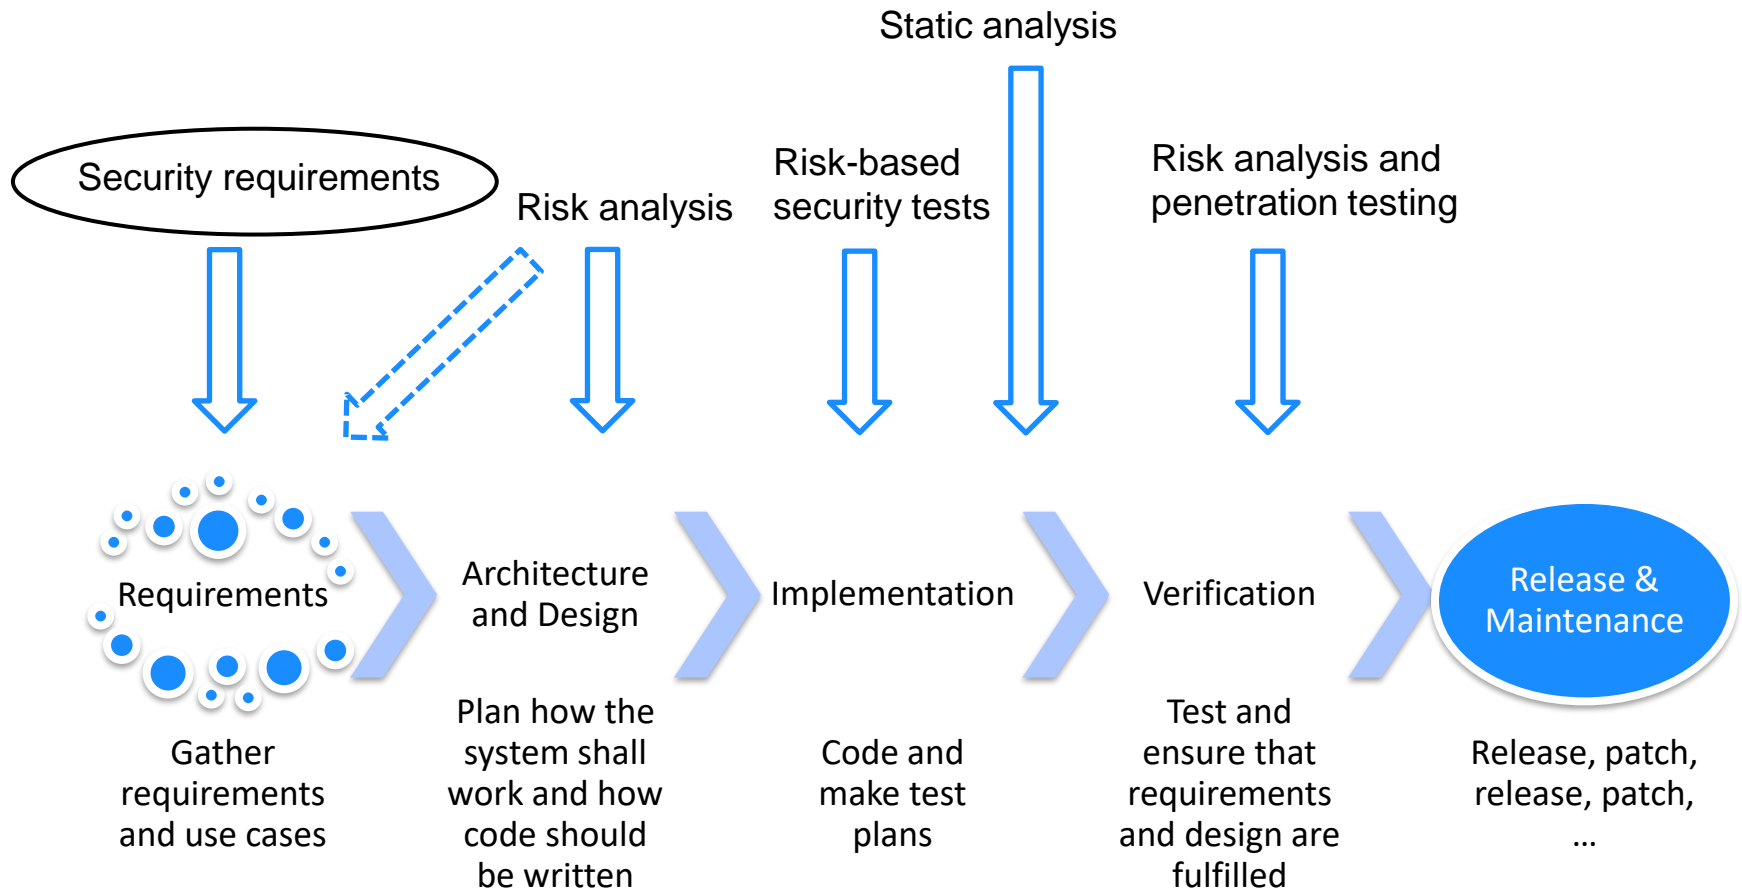 Static analysis
Security requirements
Risk analysis
Risk-based
security tests
Risk analysis and
penetration testing
Requirements
Architecture
and Design
Implementation
Verification
Release &
Maintenance
Gather
requirements
and use cases
Plan how the
system shall
work and how
code should
be written
Code and
make test
plans
Test and
ensure that
requirements
and design are
fulfilled
Release, patch,
release, patch,
...